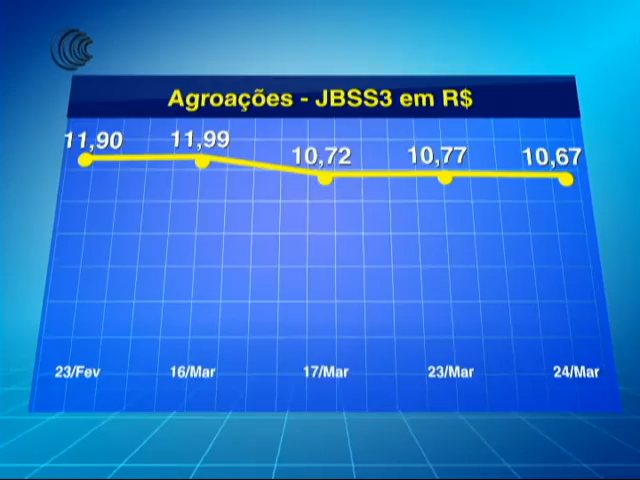 Agroações - JBSS3 em R$
11,90 11,99 10,72 10,77 10,67
23/Fev 16/Mar 17/Mar 23/Mar 24/Mar